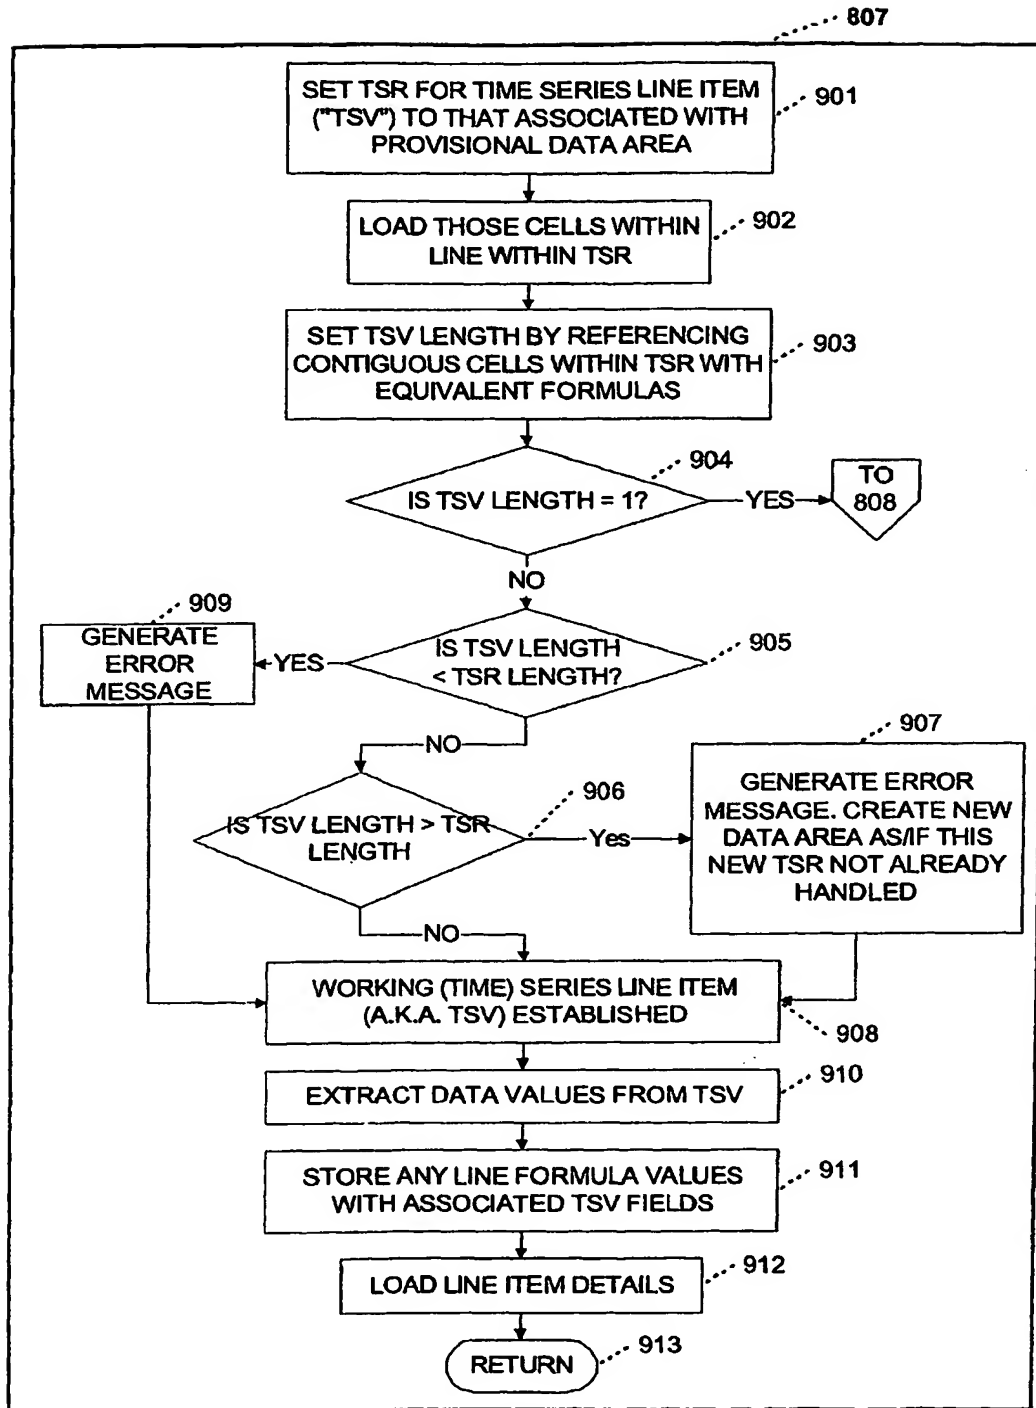 807
SET TSR FOR TIME SERIES LINE ITEM
("TSV") TO THAT ASSOCIATED WITH
PROVISIONAL DATA AREA
901
LOAD THOSE CELLS WITHIN
LINE WITHIN TSR
902
SET TSV LENGTH BY REFERENCING
CONTIGUOUS CELLS WITHIN TSR WITH
EQUIVALENT FORMULAS
903
IS TSV LENGTH = 1?
904
YES
TO
808
NO
909
GENERATE
ERROR
MESSAGE
YES
IS TSV LENGTH
< TSR LENGTH?
905
NO
IS TSV LENGTH > TSR
LENGTH
906
Yes
907
GENERATE ERROR
MESSAGE. CREATE NEW
DATA AREA AS/IF THIS
NEW TSR NOT ALREADY
HANDLED
NO
WORKING (TIME) SERIES LINE ITEM
(A.K.A. TSV) ESTABLISHED
908
EXTRACT DATA VALUES FROM TSV
910
STORE ANY LINE FORMULA VALUES
WITH ASSOCIATED TSV FIELDS
911
LOAD LINE ITEM DETAILS
912
RETURN
913